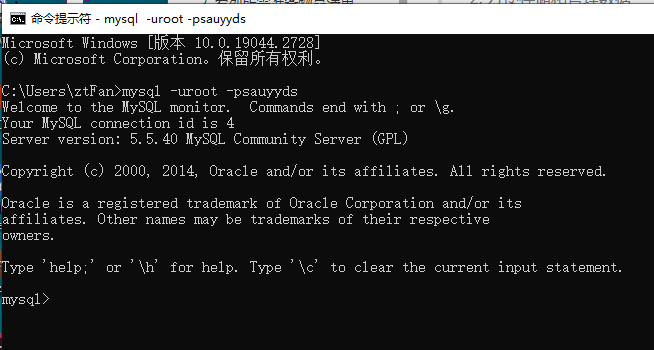 命令提示符 - mysql  -uroot -psauyyds
Microsoft Windows [版本 10.0.19044.2728]
(c) Microsoft Corporation。保留所有权利。
C:\Users\ztFan>mysql -uroot -psauyyds
Welcome to the MySQL monitor.  Commands end with ; or \g.
Your MySQL connection id is 4
Server version: 5.5.40 MySQL Community Server (GPL)
Copyright (c) 2000, 2014, Oracle and/or its affiliates. All rights reserved.
Oracle is a registered trademark of Oracle Corporation and/or its
affiliates. Other names may be trademarks of their respective
owners.
Type 'help;' or '\h' for help. Type '\c' to clear the current input statement.
mysql>